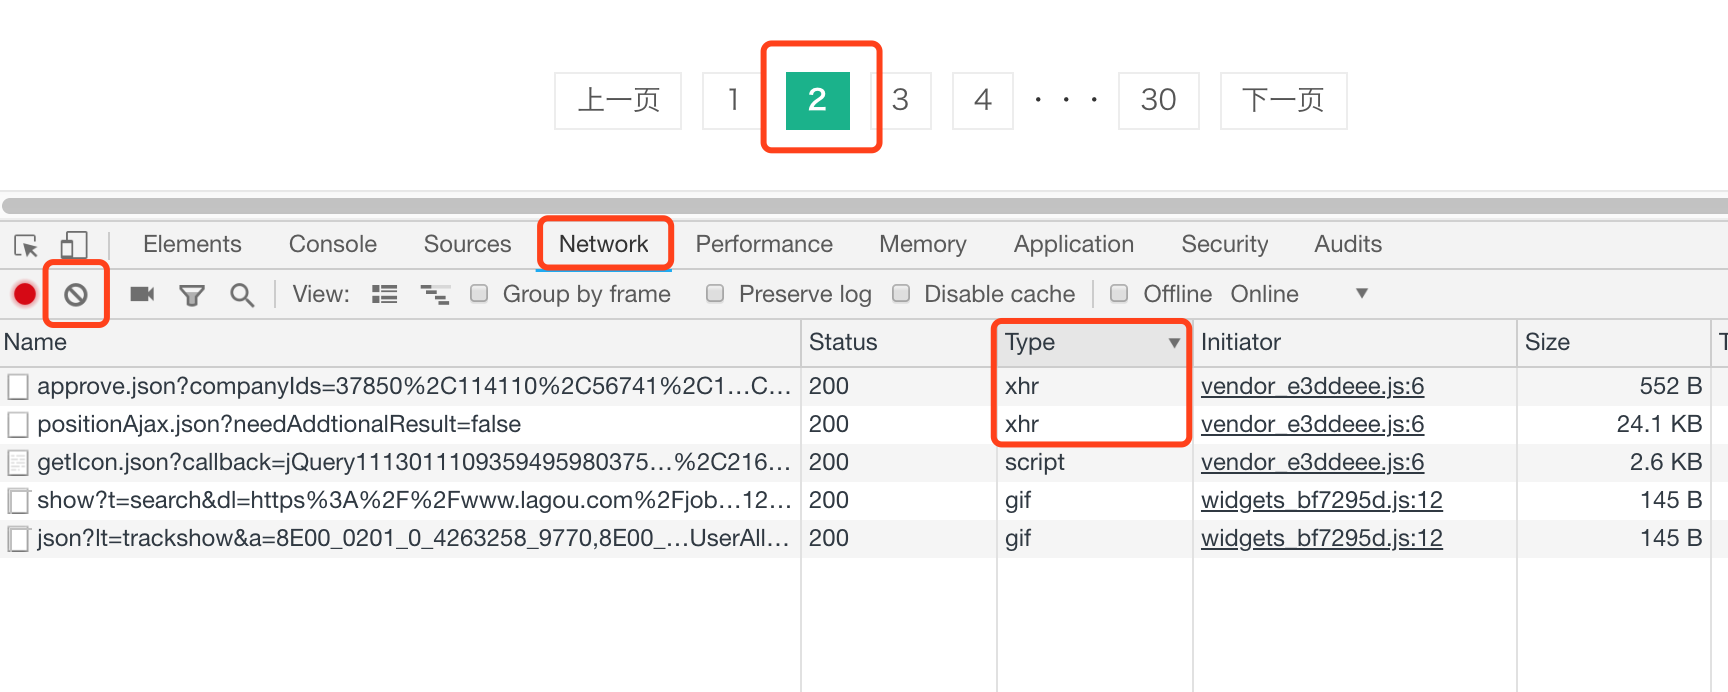 上一页 1 2 3 4 · · · 30 下一页
Elements Console Sources Network Performance Memory Application Security Audits
View: Group by frame Preserve log Disable cache Offline Online
Name Status Type Initiator Size T
approve.json?companyIds=37850%2C114110%2C56741%2C1...C... 200 xhr vendor_e3ddeee.js:6 552 B
positionAjax.json?needAddtionalResult=false 200 xhr vendor_e3ddeee.js:6 24.1 KB
getIcon.json?callback=jQuery1113011109359495980375...%2C216... 200 script vendor_e3ddeee.js:6 2.6 KB
show?t=search&dl=https%3A%2F%2Fwww.lagou.com%2Fjob...12... 200 gif widgets_bf7295d.js:12 145 B
json?lt=trackshow&a=8E00_0201_0_4263258_9770,8E00_...UserAll... 200 gif widgets_bf7295d.js:12 145 B